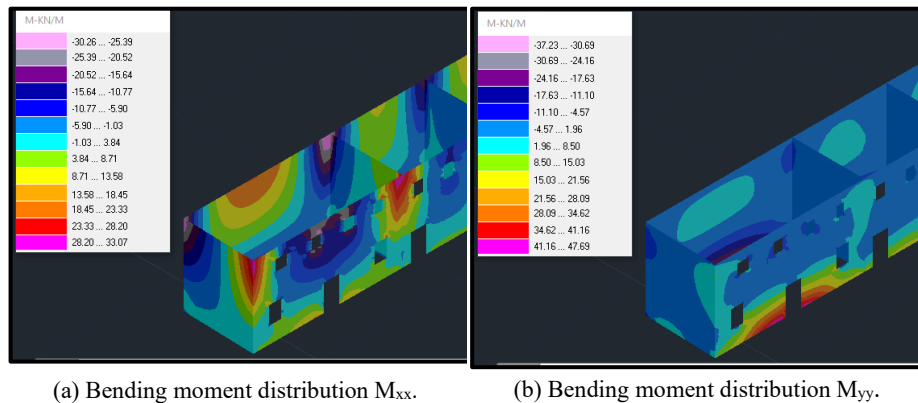 M-KN/M
-30.26 ... -25.39
-25.39 ... -20.52
-20.52 ... -15.64
-15.64 ... -10.77
-10.77 ... -5.90
-5.90 ... -1.03
-1.03 ... 3.84
3.84 ... 8.71
8.71 ... 13.58
13.58 ... 18.45
18.45 ... 23.33
23.33 ... 28.20
28.20 ... 33.07
M-KN/M
-37.23 ... -30.69
-30.69 ... -24.16
-24.16 ... -17.63
-17.63 ... -11.10
-11.10 ... -4.57
-4.57 ... 1.96
1.96 ... 8.50
8.50 ... 15.03
15.03 ... 21.56
21.56 ... 28.09
28.09 ... 34.62
34.62 ... 41.16
41.16 ... 47.69
(a) Bending moment distribution Mxx.
(b) Bending moment distribution Myy.